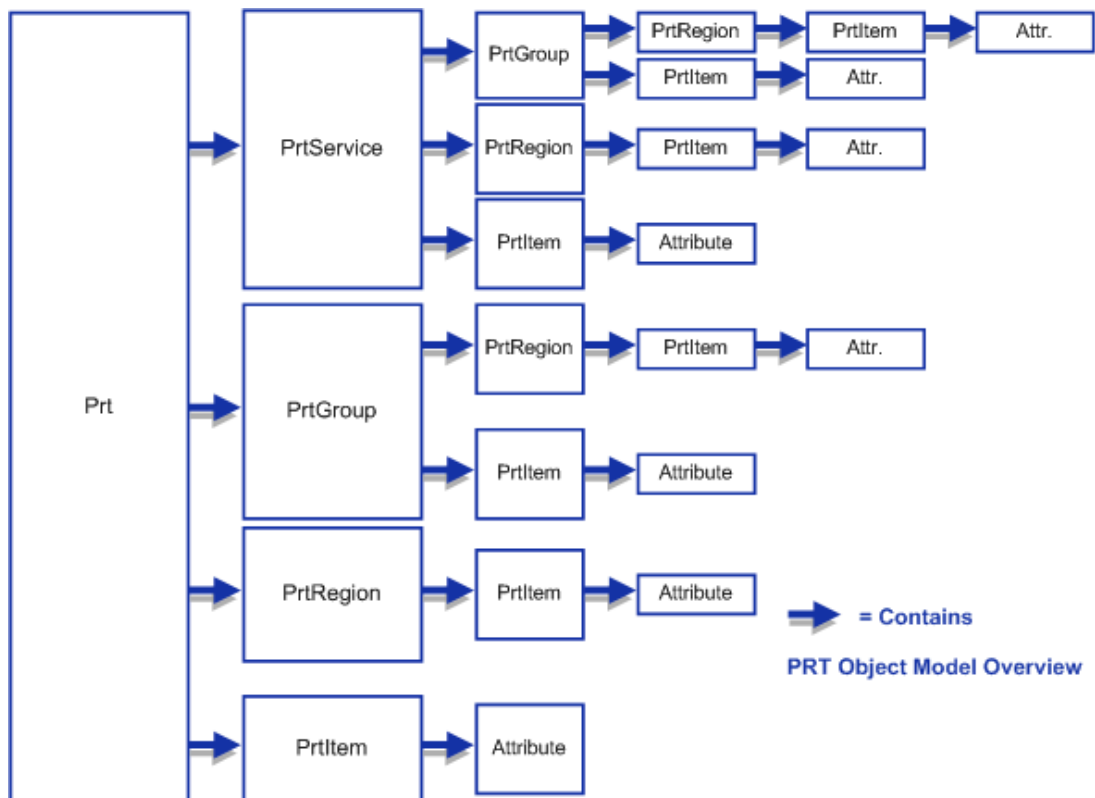 PrtRegion
PrtItem
Attr.
PrtGroup
PrtItem
Attr.
PrtService
PrtRegion
PrtItem
Attr.
PrtItem
Attribute
PrtRegion
PrtItem
Attr.
Prt
PrtGroup
PrtItem
Attribute
PrtRegion
PrtItem
Attribute
= Contains
PRT Object Model Overview
PrtItem
Attribute